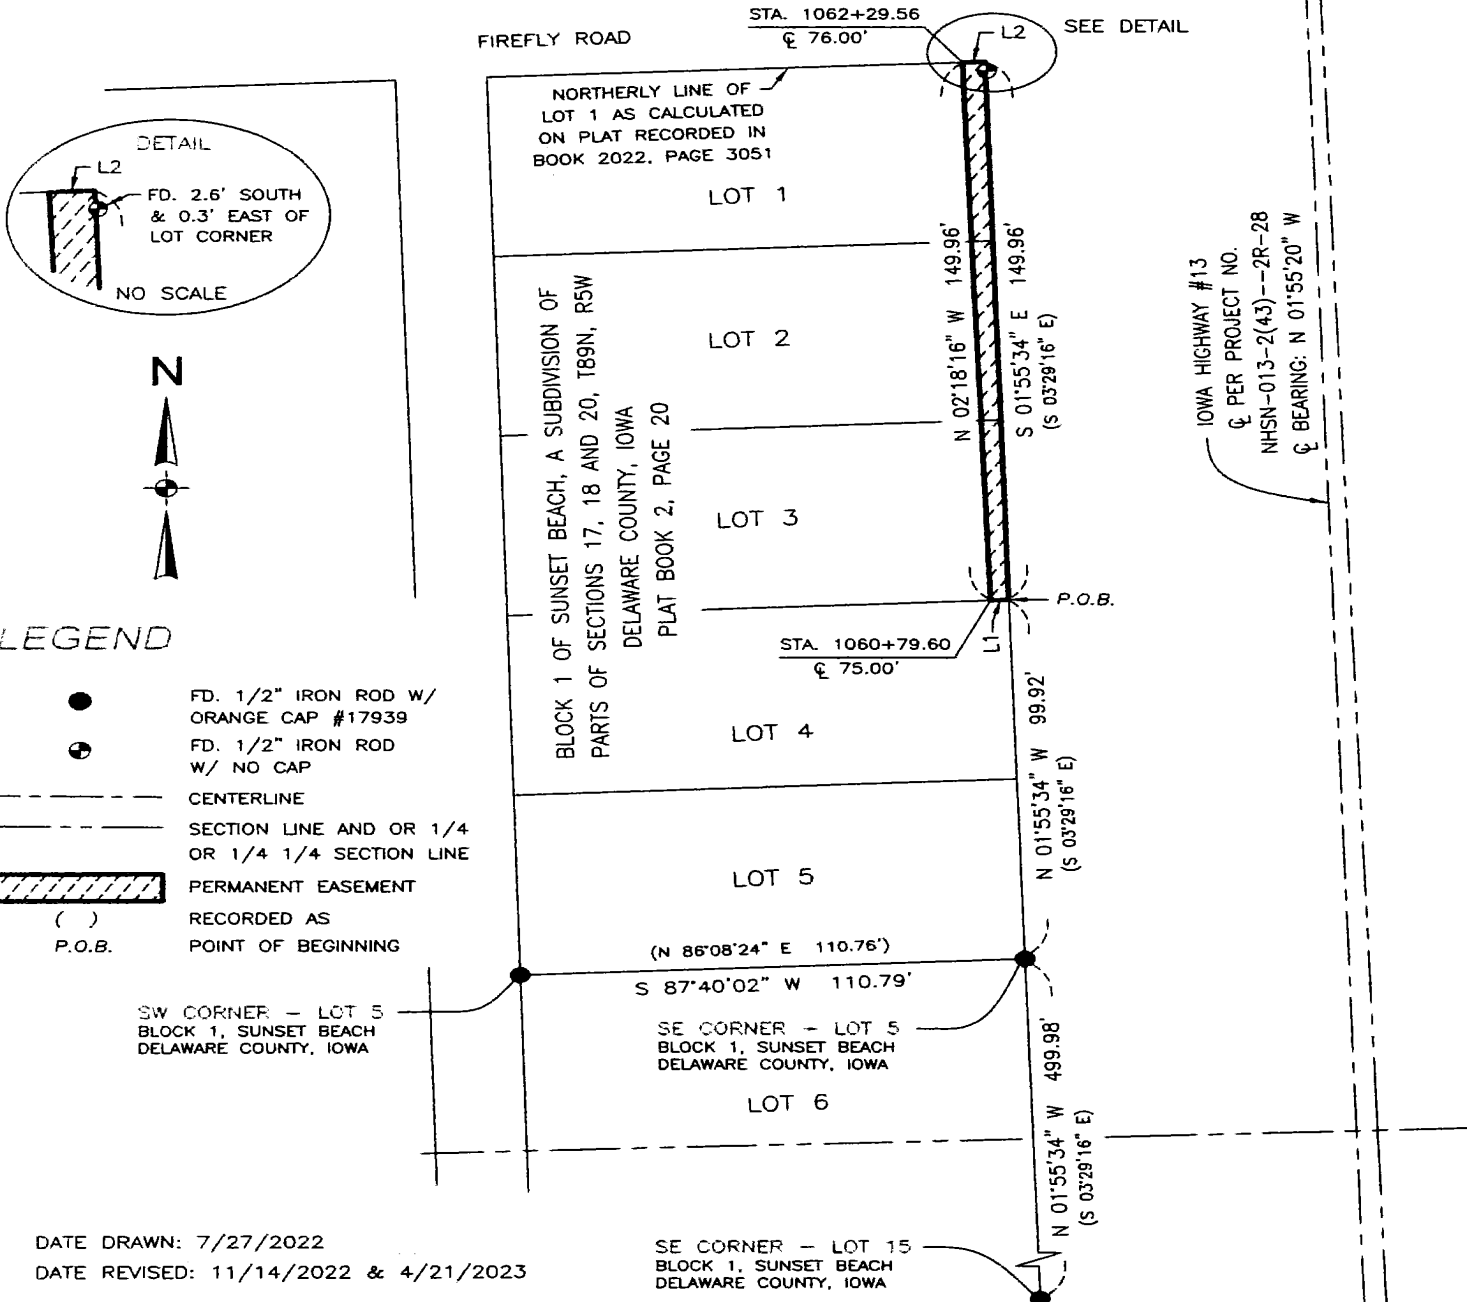 STA. 1062+29.56
℄ 76.00'
L2
SEE DETAIL
FIREFLY ROAD
NORTHERLY LINE OF
LOT 1 AS CALCULATED
ON PLAT RECORDED IN
BOOK 2022, PAGE 3051
DETAIL
L2
FD. 2.6' SOUTH
& 0.3' EAST OF
LOT CORNER
NO SCALE
N
LOT 1
LOT 2
LOT 3
LOT 4
LOT 5
LOT 6
BLOCK 1 OF SUNSET BEACH, A SUBDIVISION OF
PARTS OF SECTIONS 17, 18 AND 20, T89N, R5W
DELAWARE COUNTY, IOWA
PLAT BOOK 2, PAGE 20
N 02°18'16" W 149.96'
S 01°55'34" E 149.96'
(S 03°29'16" E)
IOWA HIGHWAY #13
℄ PER PROJECT NO.
NHSN-013-2(43)--2R-28
℄ BEARING: N 01°55'20" W
P.O.B.
L1
STA. 1060+79.60
℄ 75.00'
N 01°55'34" W 99.92'
(S 03°29'16" E)
LEGEND
FD. 1/2" IRON ROD W/
ORANGE CAP #17939
FD. 1/2" IRON ROD
W/ NO CAP
CENTERLINE
SECTION LINE AND OR 1/4
OR 1/4 1/4 SECTION LINE
PERMANENT EASEMENT
( ) RECORDED AS
P.O.B. POINT OF BEGINNING
(N 86°08'24" E 110.76')
S 87°40'02" W 110.79'
SW CORNER – LOT 5
BLOCK 1, SUNSET BEACH
DELAWARE COUNTY, IOWA
SE CORNER – LOT 5
BLOCK 1, SUNSET BEACH
DELAWARE COUNTY, IOWA
N 01°55'34" W 499.98'
(S 03°29'16" E)
DATE DRAWN: 7/27/2022
DATE REVISED: 11/14/2022 & 4/21/2023
SE CORNER – LOT 15
BLOCK 1, SUNSET BEACH
DELAWARE COUNTY, IOWA